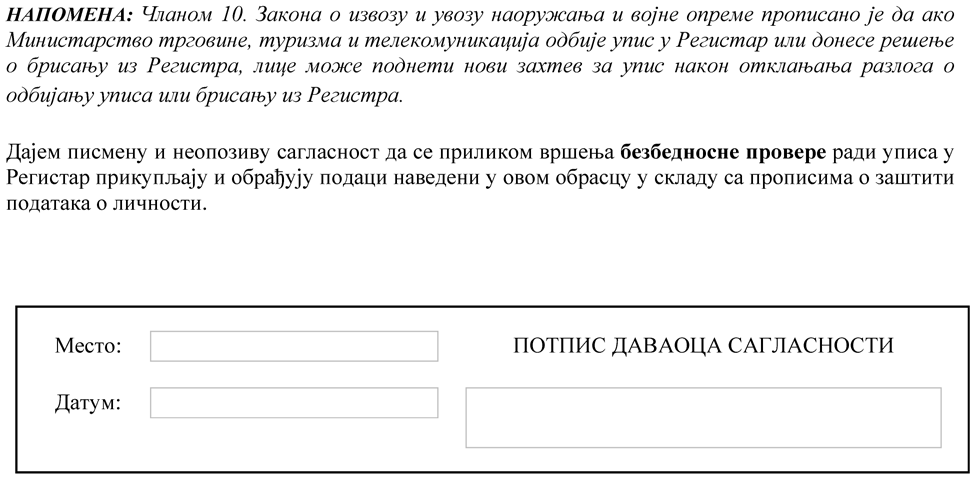 НАПОМЕНА: Чланом 10. Закона о извозу и увозу наоружања и војне опреме прописано је да ако
Министарство трговине, туризма и телекомуникација одбије упис у Регистар или донесе решење
о брисању из Регистра, лице може поднети нови захтев за упис након отклањања разлога о
одбијању уписа или брисању из Регистра.
Дајем писмену и неопозиву сагласност да се приликом вршења безбедносне провере ради уписа у
Регистар прикупљају и обрађују подаци наведени у овом обрасцу у складу са прописима о заштити
података о личности.
Место:
ПОТПИС ДАВАОЦА САГЛАСНОСТИ
Датум: